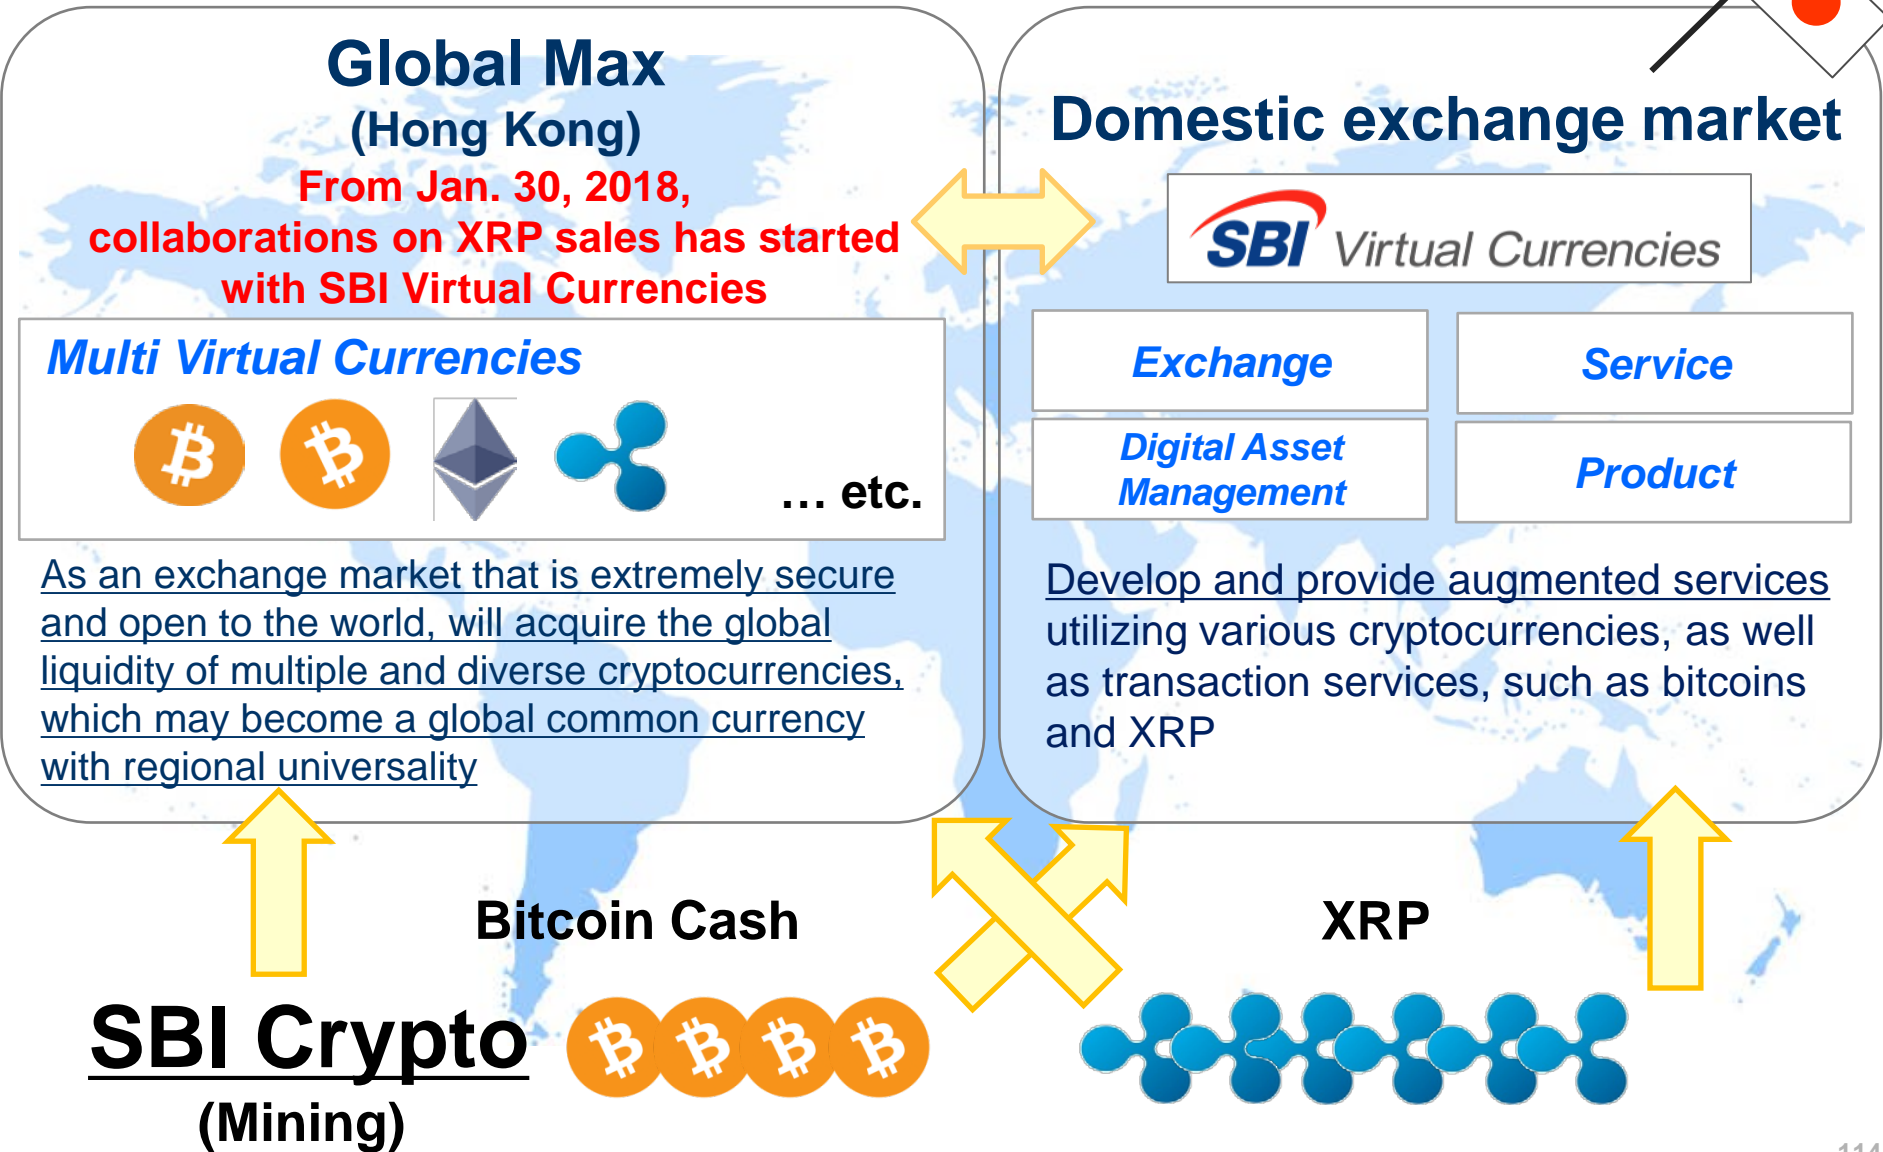 Global Max
(Hong Kong)
From Jan. 30, 2018,
collaborations on XRP sales has started
with SBI Virtual Currencies
Multi Virtual Currencies
… etc.
As an exchange market that is extremely secure
and open to the world, will acquire the global
liquidity of multiple and diverse cryptocurrencies,
which may become a global common currency
with regional universality
Domestic exchange market
SBI Virtual Currencies
Exchange
Service
Digital Asset
Management
Product
Develop and provide augmented services
utilizing various cryptocurrencies, as well
as transaction services, such as bitcoins
and XRP
Bitcoin Cash
XRP
SBI Crypto
(Mining)
114